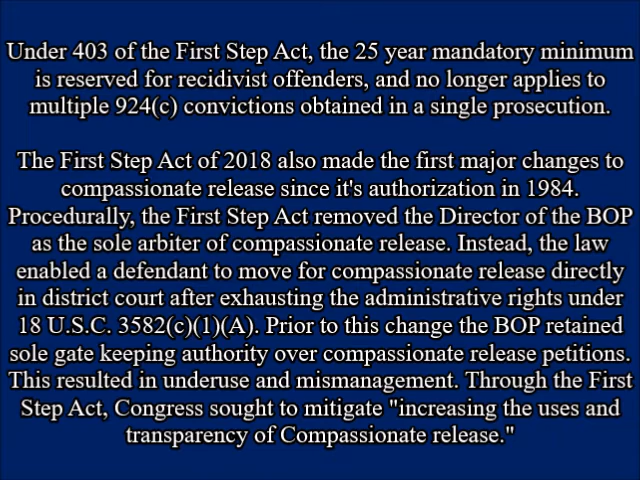 Under 403 of the First Step Act, the 25 year mandatory minimum
is reserved for recidivist offenders, and no longer applies to
multiple 924(c) convictions obtained in a single prosecution.
The First Step Act of 2018 also made the first major changes to
compassionate release since it's authorization in 1984.
Procedurally, the First Step Act removed the Director of the BOP
as the sole arbiter of compassionate release. Instead, the law
enabled a defendant to move for compassionate release directly
in district court after exhausting the administrative rights under
18 U.S.C. 3582(c)(1)(A). Prior to this change the BOP retained
sole gate keeping authority over compassionate release petitions.
This resulted in underuse and mismanagement. Through the First
Step Act, Congress sought to mitigate "increasing the uses and
transparency of Compassionate release."